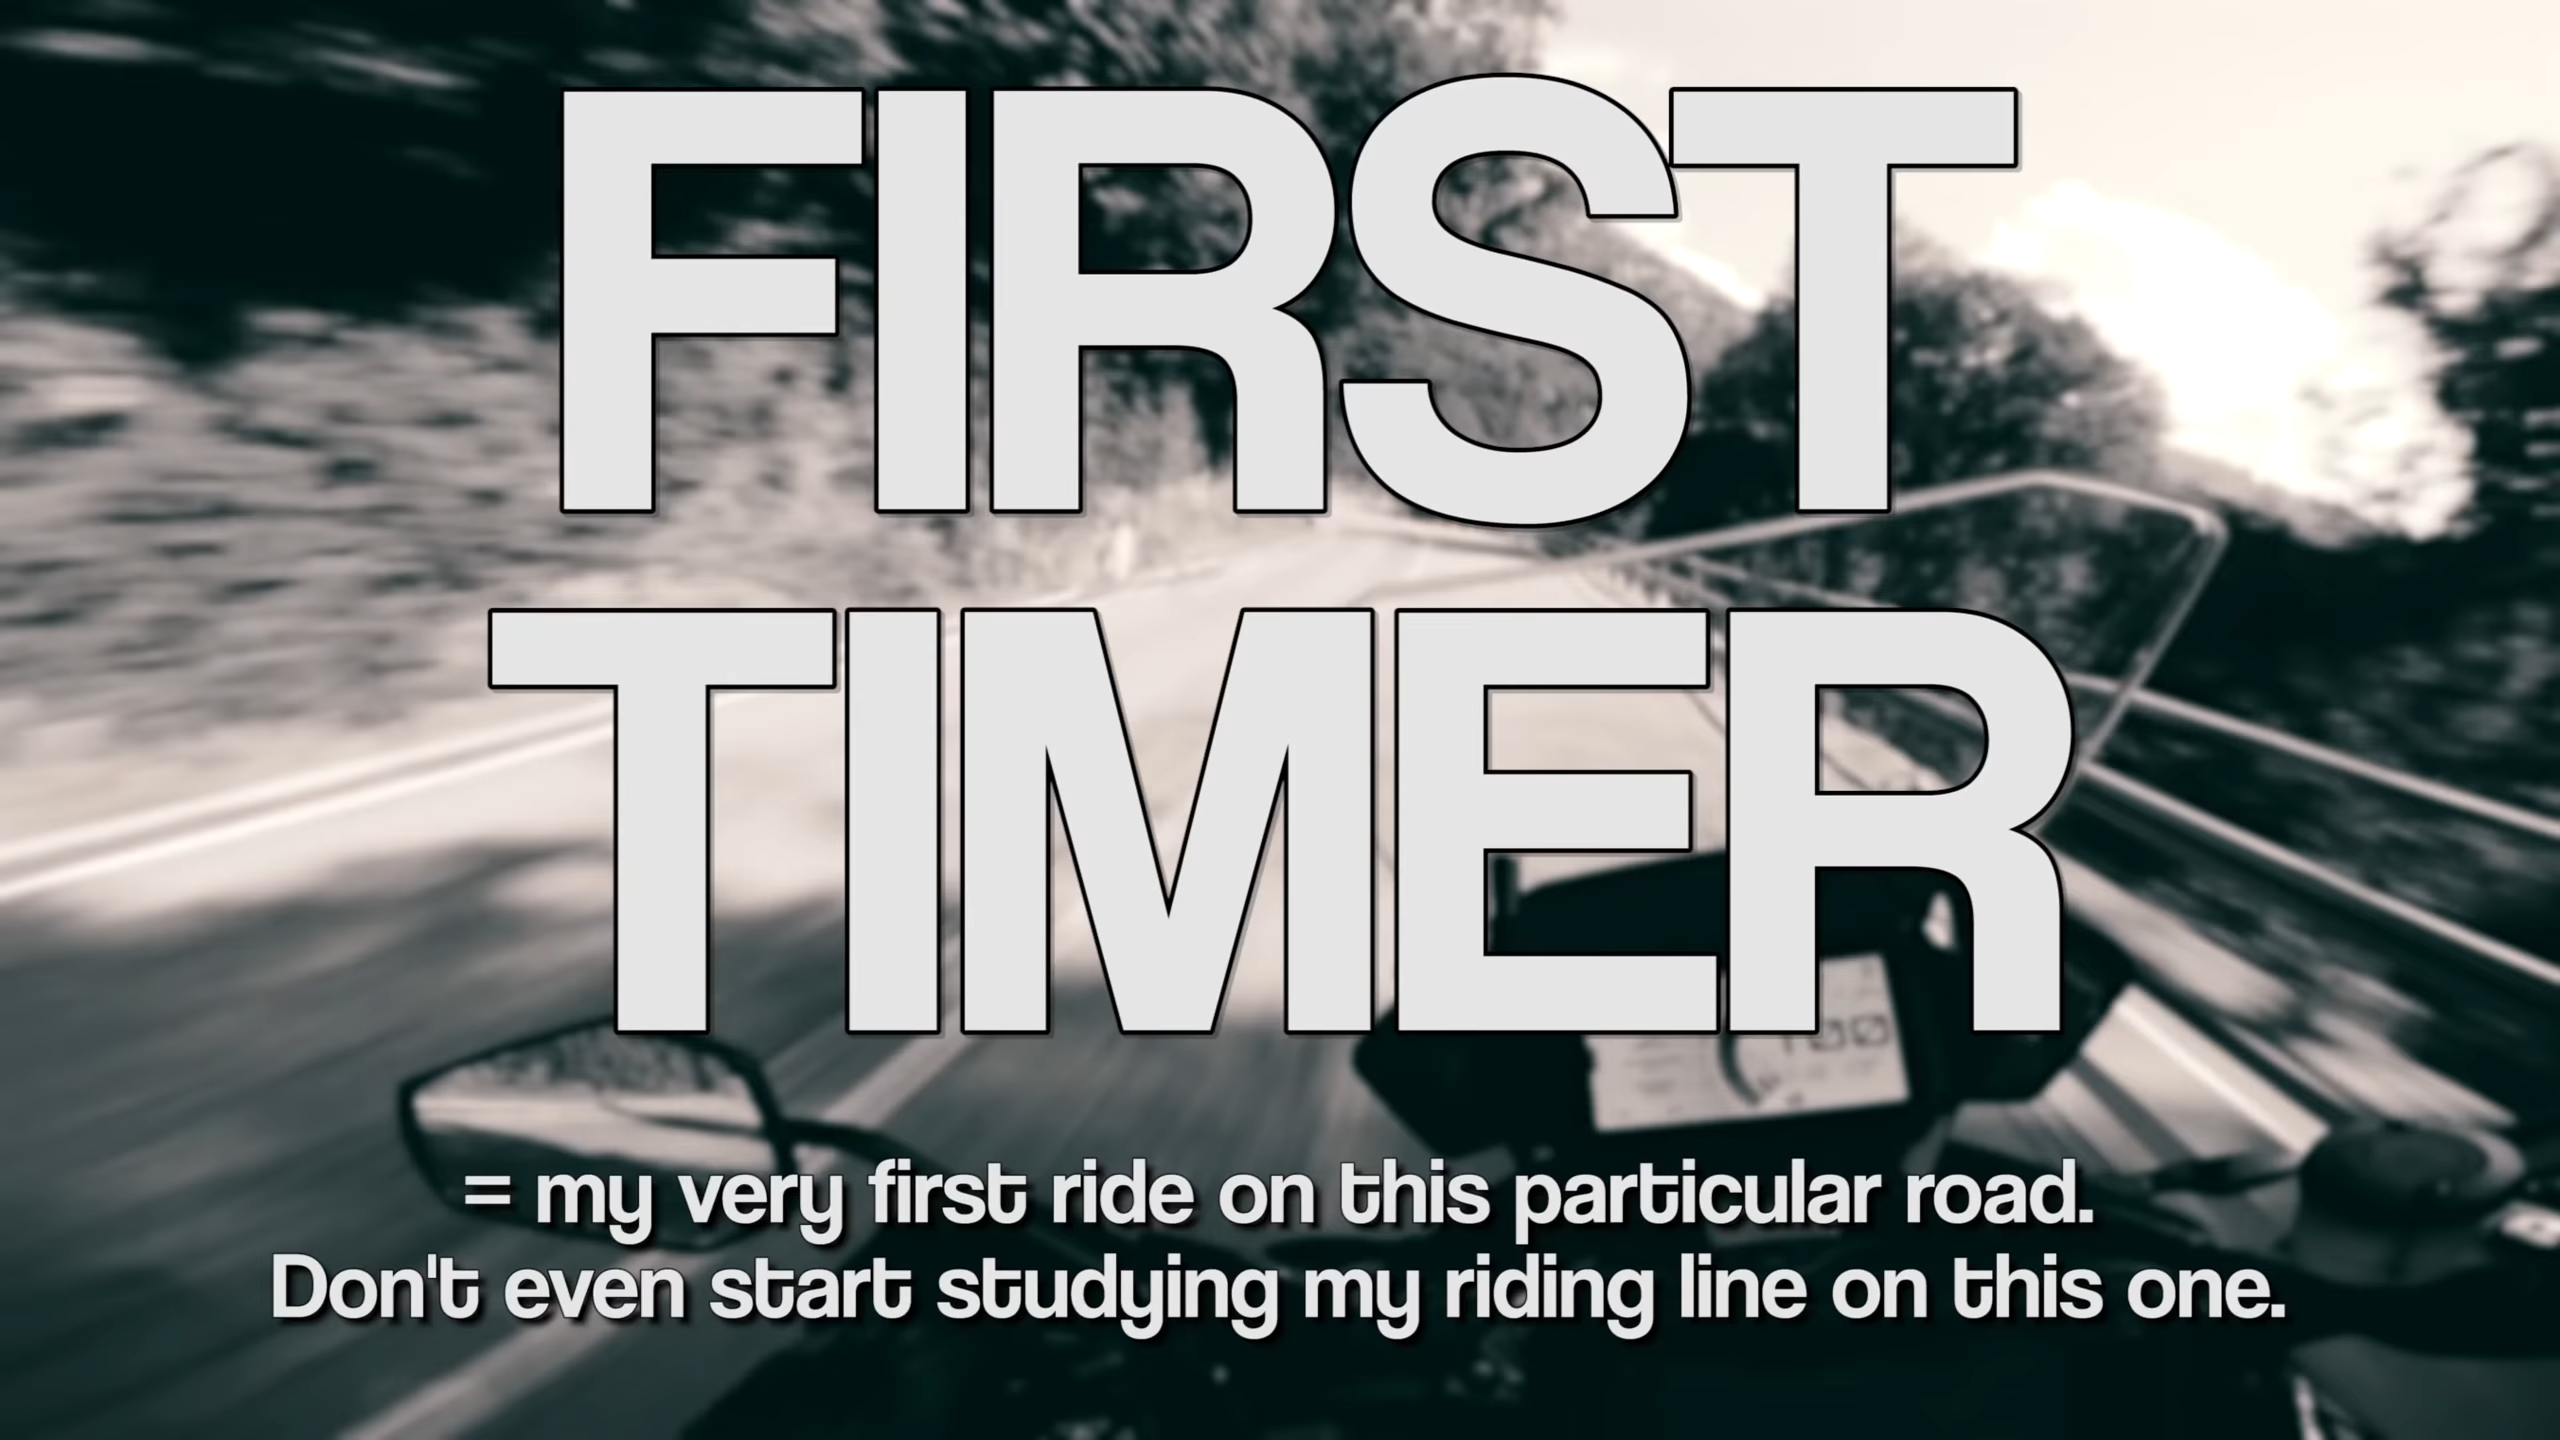 FIRST
TIMER
= my very first ride on this particular road.
Don't even start studying my riding line on this one.